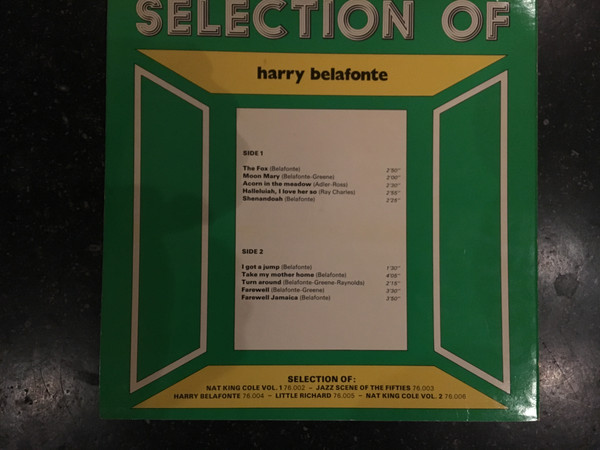 SELECTION OF
harry belafonte
SIDE 1
The Fox (Belafonte) 2'50"
Moon Mary (Belafonte-Greene) 2'00"
Acorn in the meadow (Adler-Ross) 2'30"
Halleluiah, I love her so (Ray Charles) 2'55"
Shenandoah (Belafonte) 2'28"
SIDE 2
I got a jump (Belafonte) 1'30"
Take my mother home (Belafonte) 4'08"
Turn around (Belafonte-Greene-Raynolds) 2'15"
Farewell (Belafonte-Greene) 2'30"
Farewell Jamaica (Belafonte) 2'50"
SELECTION OF:
NAT KING COLE VOL. 1 76.002 – JAZZ SCENE OF THE FIFTIES 76.003
HARRY BELAFONTE 76.004 – LITTLE RICHARD 76.005 – NAT KING COLE VOL. 2 76.006